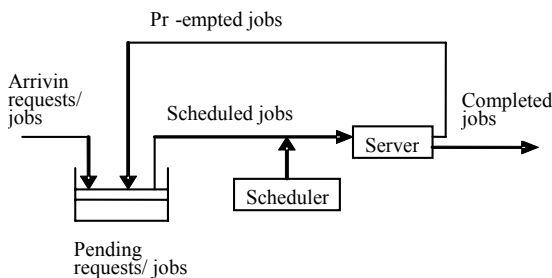 Pr -empted jobs
Arrivin
requests/
jobs
Scheduled jobs
Completed
jobs
Server
Scheduler
Pending
requests/ jobs